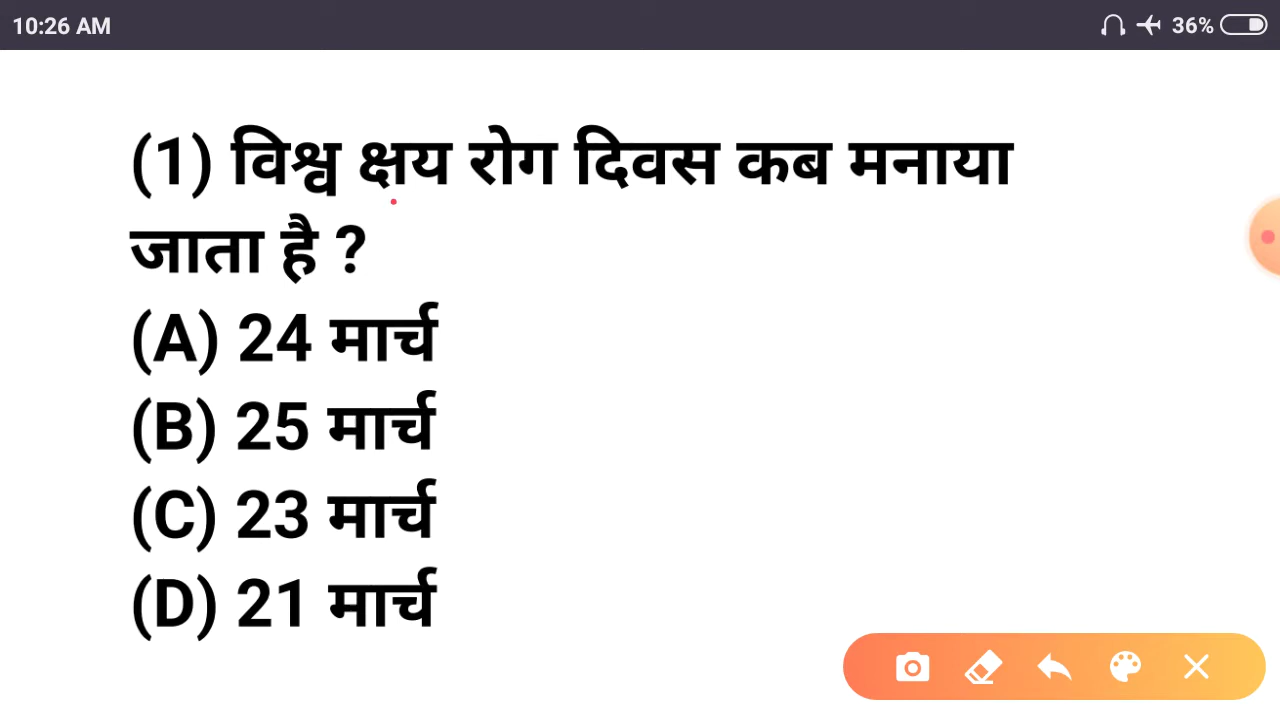 10:26 AM
36%
(1) विश्व क्षय रोग दिवस कब मनाया
जाता है ?
(A) 24 मार्च
(B) 25 मार्च
(C) 23 मार्च
(D) 21 मार्च